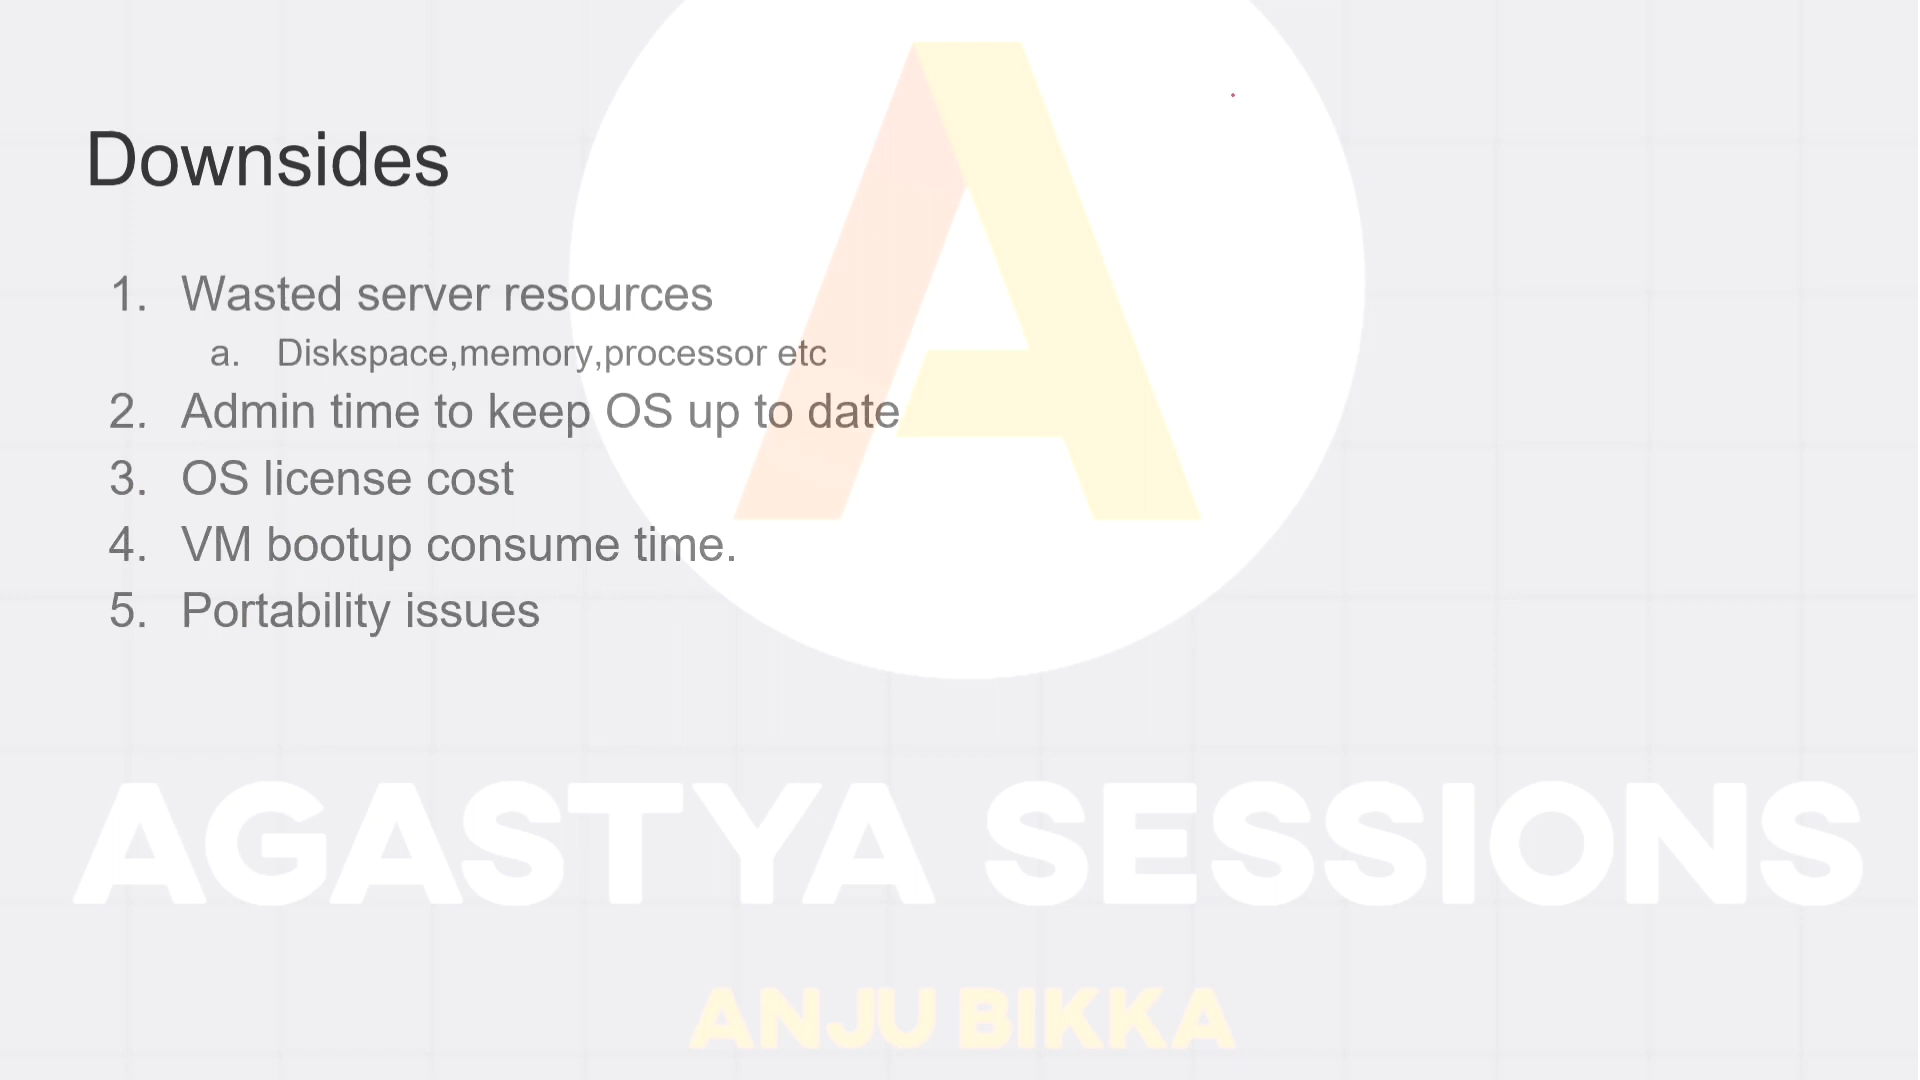 Downsides
1. Wasted server resources
a. Diskspace,memory,processor etc
2. Admin time to keep OS up to date
3. OS license cost
4. VM bootup consume time.
5. Portability issues
AGASTYA SESSIONS
ANJU BIKKA